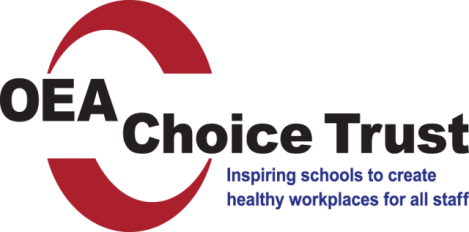 OEA
Choice Trust
Inspiring schools to create
healthy workplaces for all staff